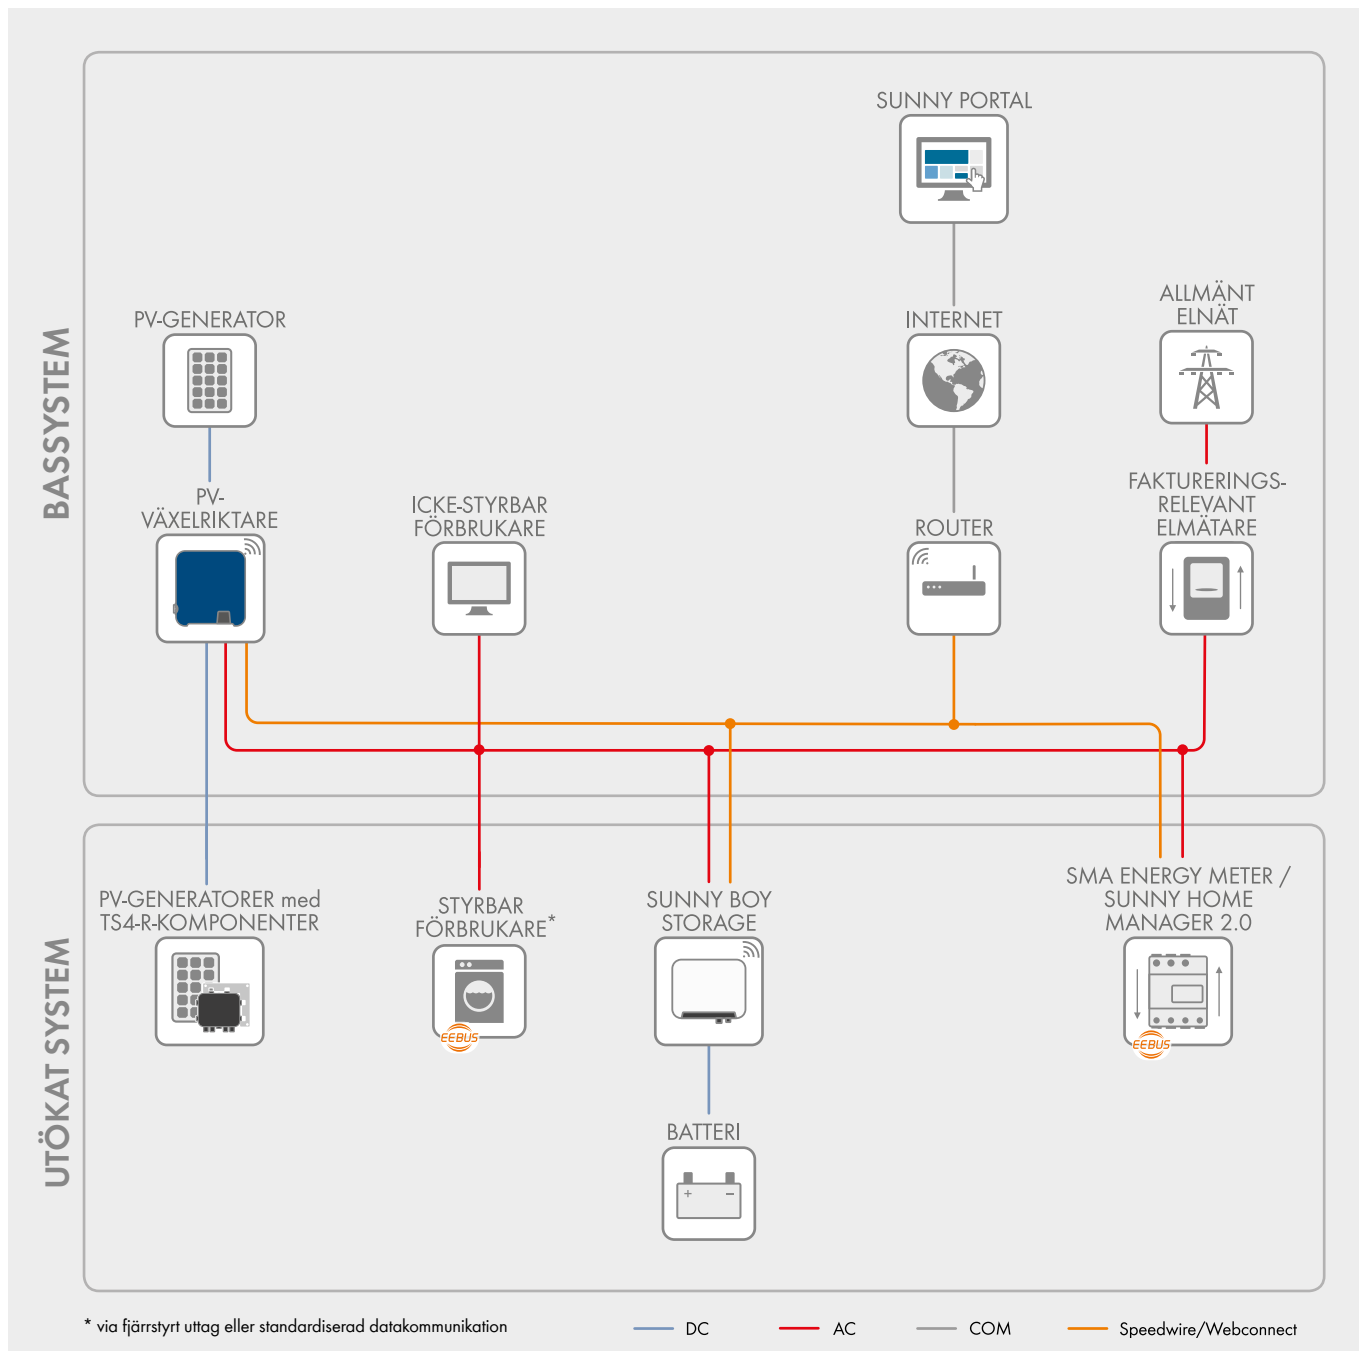 BASSYSTEM
SUNNY PORTAL
PV-GENERATOR
INTERNET
ALLMÄNT
ELNÄT
PV-
VÄXELRIKTARE
ICKE-STYRBAR
FÖRBRUKARE
ROUTER
FAKTURERINGS-
RELEVANT
ELMÄTARE
UTÖKAT SYSTEM
PV-GENERATORER med
TS4-R-KOMPONENTER
STYRBAR
FÖRBRUKARE*
EEBUS
SUNNY BOY
STORAGE
SMA ENERGY METER /
SUNNY HOME
MANAGER 2.0
EEBUS
BATTERI
+ −
* via fjärrstyrt uttag eller standardiserad datakommunikation
DC
AC
COM
Speedwire/Webconnect